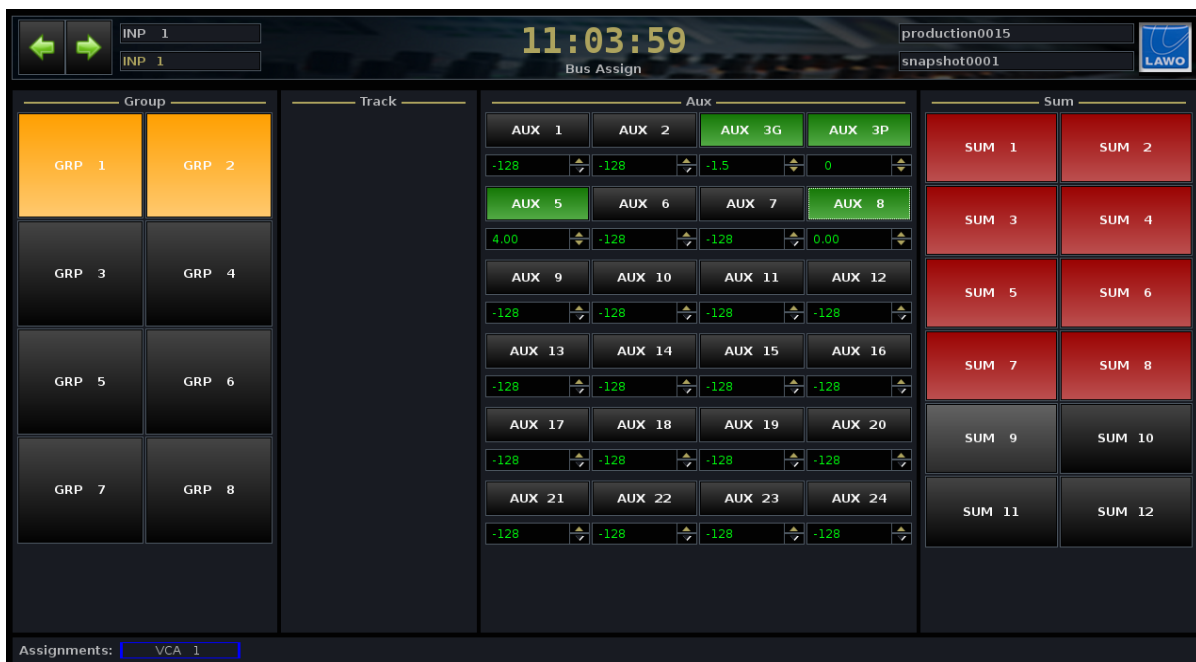 INP 1
INP 1
11:03:59
Bus Assign
production0015
snapshot0001
LAWO
Group
GRP 1 GRP 2
GRP 3 GRP 4
GRP 5 GRP 6
GRP 7 GRP 8
Track
Aux
AUX 1 AUX 2 AUX 3G AUX 3P
-128 -128 -1.5 0
AUX 5 AUX 6 AUX 7 AUX 8
4.00 -128 -128 0.00
AUX 9 AUX 10 AUX 11 AUX 12
-128 -128 -128 -128
AUX 13 AUX 14 AUX 15 AUX 16
-128 -128 -128 -128
AUX 17 AUX 18 AUX 19 AUX 20
-128 -128 -128 -128
AUX 21 AUX 22 AUX 23 AUX 24
-128 -128 -128 -128
Sum
SUM 1 SUM 2
SUM 3 SUM 4
SUM 5 SUM 6
SUM 7 SUM 8
SUM 9 SUM 10
SUM 11 SUM 12
Assignments: VCA 1